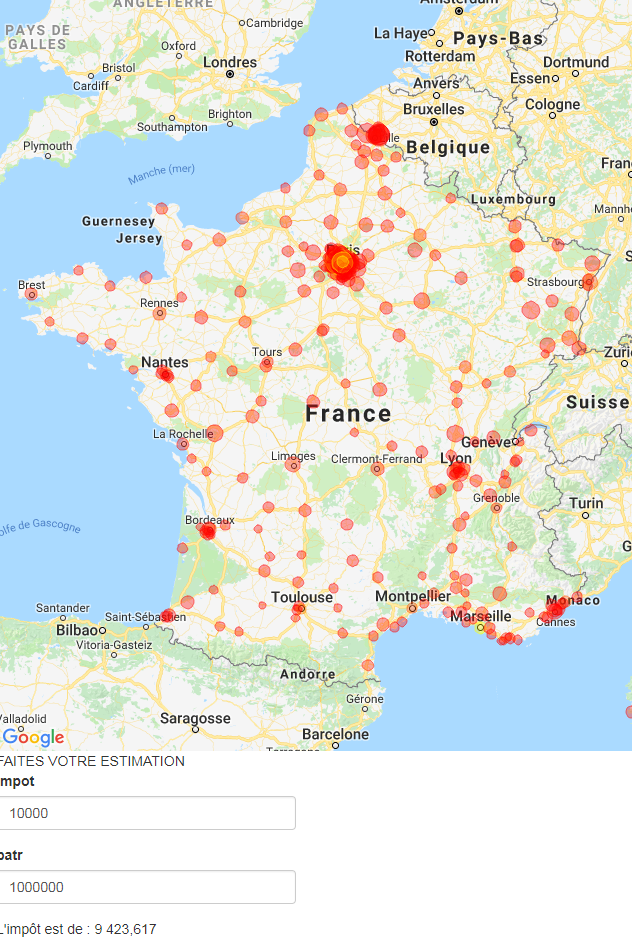 ANGLETERRE
Amsterdam
PAYS DE
GALLES
Cambridge
La Haye
Pays-Bas
Oxford
Rotterdam
Londres
Dortmund
Bristol
Essen
Cardiff
Anvers
Brighton
Bruxelles
Cologne
Southampton
Plymouth
lle
Belgique
Manche (mer)
Luxembourg
Guernesey
Mannh
Jersey
ris
Strasbourg
Brest
Rennes
Nantes
Tours
Zuri
France
Suisse
La Rochelle
Genève
Limoges
Clermont-Ferrand
Lyon
Grenoble
Turin
Bordeaux
olfe de Gascogne
G
Toulouse
Montpellier
Monaco
Santander
Saint-Sébastien
Marseille
Cannes
Bilbao
Vitoria-Gasteiz
Andorre
Gérone
Valladolid
Saragosse
Barcelone
Google
Tarragone
FAITES VOTRE ESTIMATION
impot
10000
patr
1000000
L'impôt est de : 9 423,617